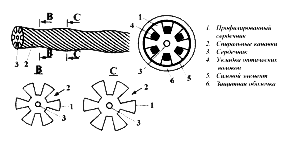 B C
1
4
B C
3 2
3
6 5
B C
2 2
1 1
3 3
1 Профилированный
сердечник
2 Спиральные канавки
3 Сердечник
4 Укладка оптических
волокон
5 Силовой элемент
6 Защитная оболочка